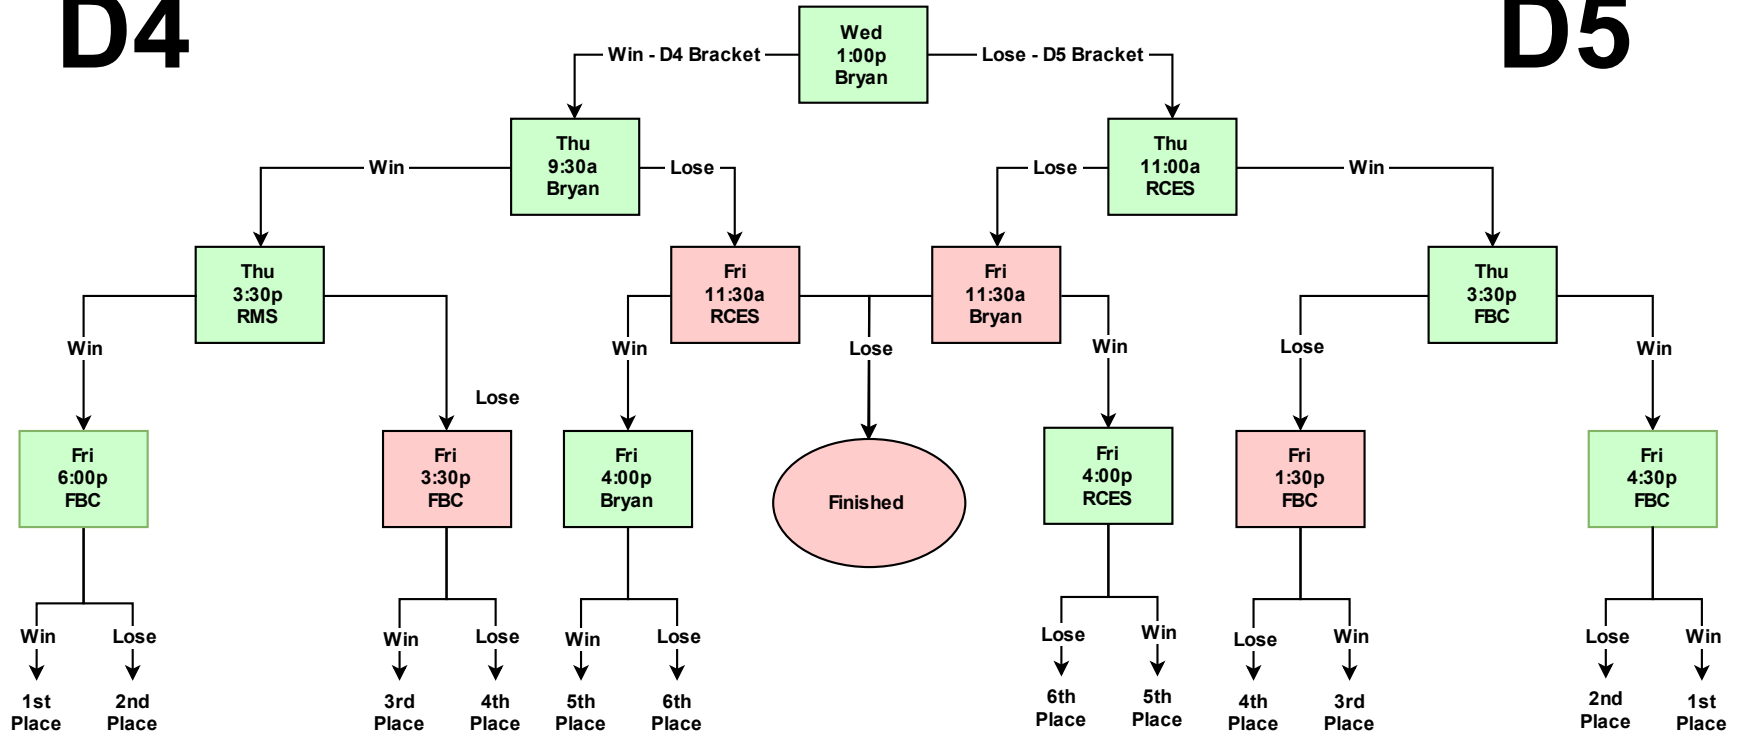 D4
D5
Wed
1:00p
Bryan
Win - D4 Bracket
Lose - D5 Bracket
Thu
9:30a
Bryan
Thu
11:00a
RCES
Win
Lose
Lose
Win
Thu
3:30p
RMS
Fri
11:30a
RCES
Fri
11:30a
Bryan
Thu
3:30p
FBC
Win
Lose
Win
Lose
Win
Lose
Win
Fri
6:00p
FBC
Fri
3:30p
FBC
Fri
4:00p
Bryan
Finished
Fri
4:00p
RCES
Fri
1:30p
FBC
Fri
4:30p
FBC
Win
Lose
Win
Lose
Win
Lose
Lose
Win
Lose
Win
Lose
Win
1st
Place
2nd
Place
3rd
Place
4th
Place
5th
Place
6th
Place
6th
Place
5th
Place
4th
Place
3rd
Place
2nd
Place
1st
Place